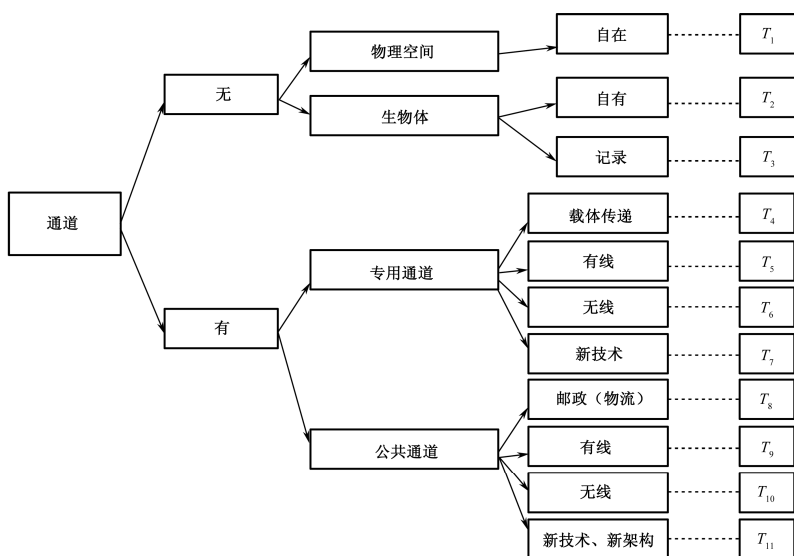 物理空间
自在
T1
无
生物体
自有
T2
记录
T3
通道
载体传递
T4
专用通道
有线
T5
无线
T6
有
新技术
T7
邮政（物流）
T8
公共通道
有线
T9
无线
T10
新技术、新架构
T11